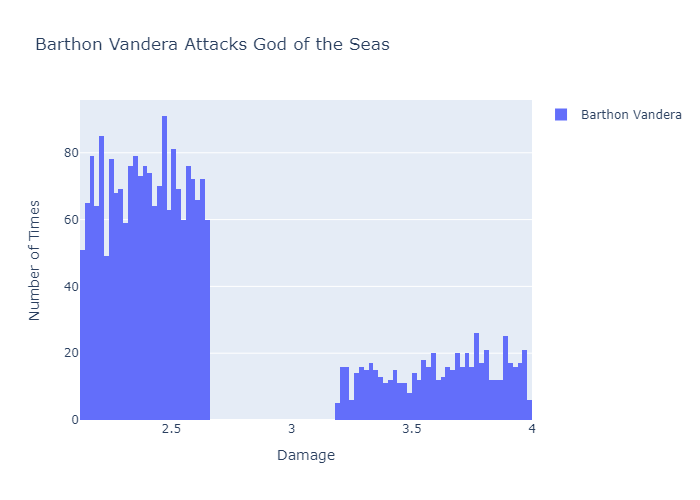 Barthon Vandera Attacks God of the Seas
Barthon Vandera
Number of Times
80
60
40
20
0
2.5
3
3.5
4
Damage